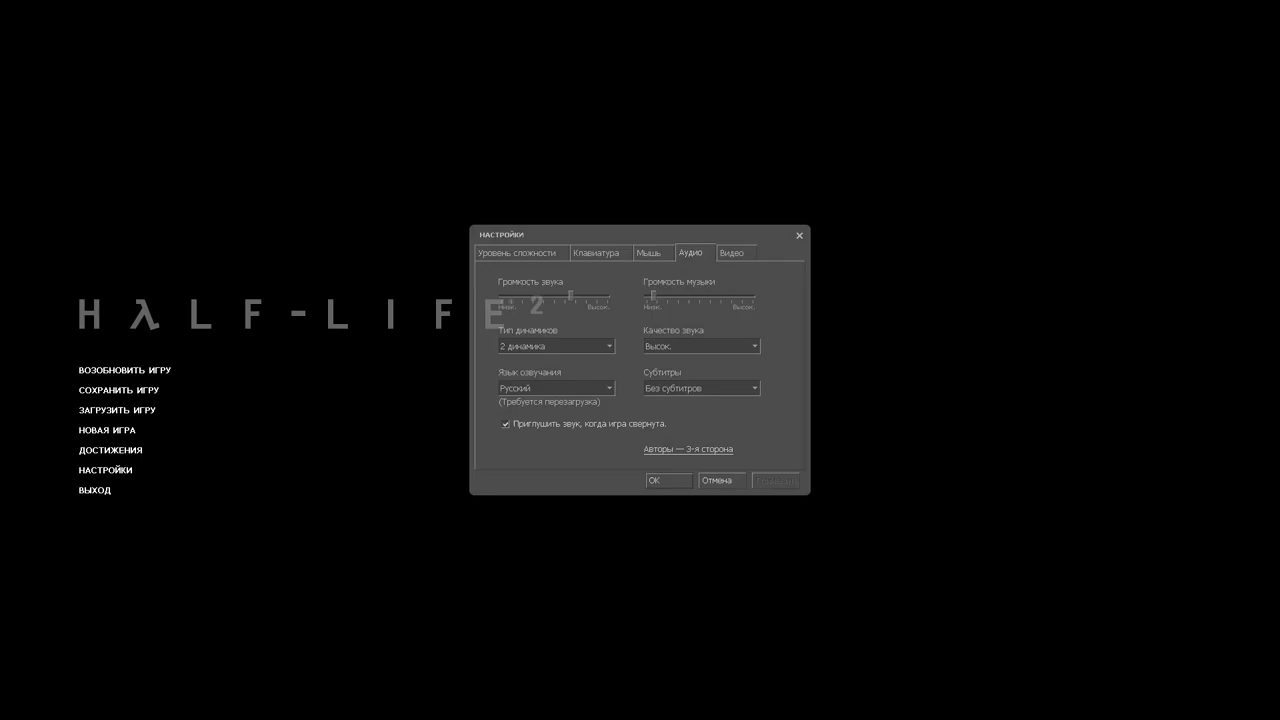 HλLF-LIFE 2
ВОЗОБНОВИТЬ ИГРУ
СОХРАНИТЬ ИГРУ
ЗАГРУЗИТЬ ИГРУ
НОВАЯ ИГРА
ДОСТИЖЕНИЯ
НАСТРОЙКИ
ВЫХОД
НАСТРОЙКИ
Уровень сложности Клавиатура Мышь Аудио Видео
Громкость звука Громкость музыки
Низк. Высок. Низк. Высок.
Тип динамиков Качество звука
2 динамика Высок.
Язык озвучания Субтитры
Русский Без субтитров
(Требуется перезагрузка)
Приглушить звук, когда игра свернута.
Авторы — 3-я сторона
OK Отмена